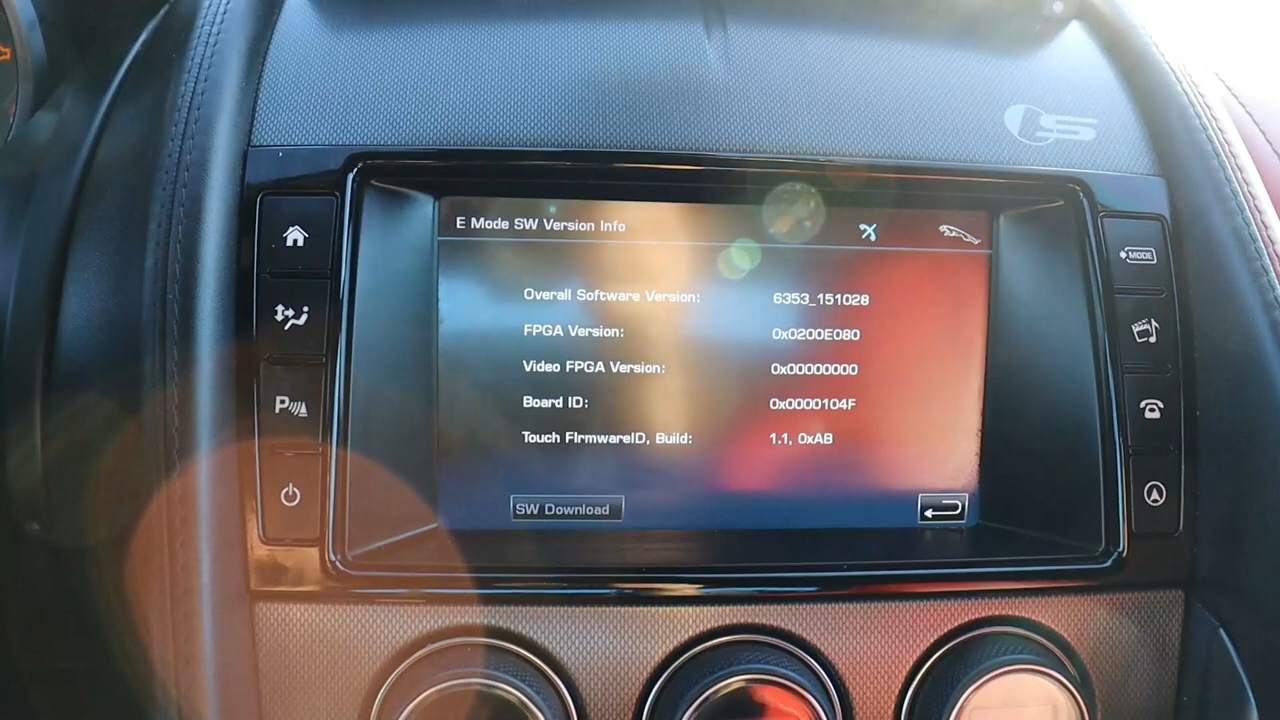 S
E Mode SW Version Info
Overall Software Version: 6353_151028
FPGA Version: 0x0200E080
Video FPGA Version: 0x00000000
Board ID: 0x0000104F
Touch FIrmwareID, Build: 1.1, 0xAB
SW Download
MODE
P